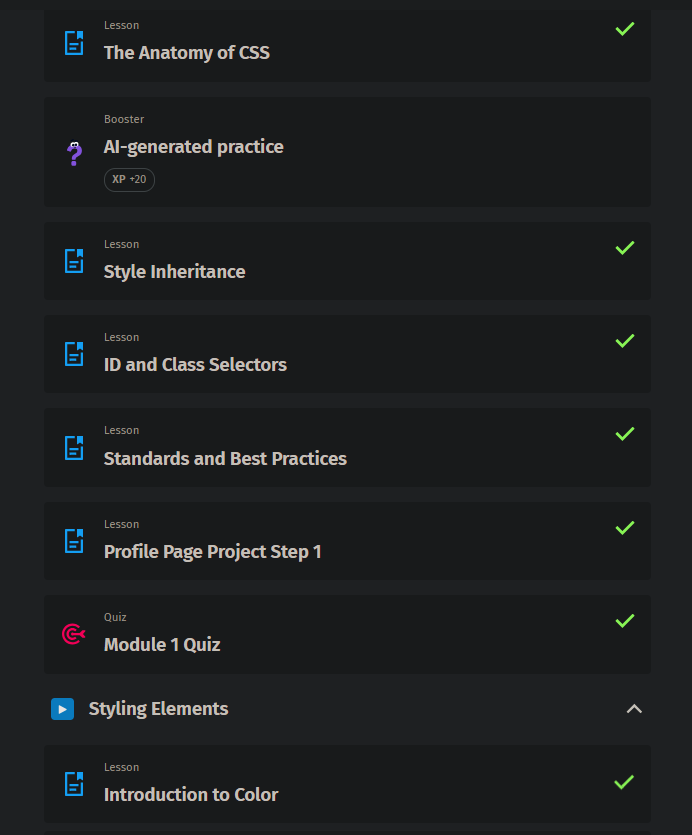 Lesson
The Anatomy of CSS
Booster
AI-generated practice
XP +20
Lesson
Style Inheritance
Lesson
ID and Class Selectors
Lesson
Standards and Best Practices
Lesson
Profile Page Project Step 1
Quiz
Module 1 Quiz
Styling Elements
Lesson
Introduction to Color